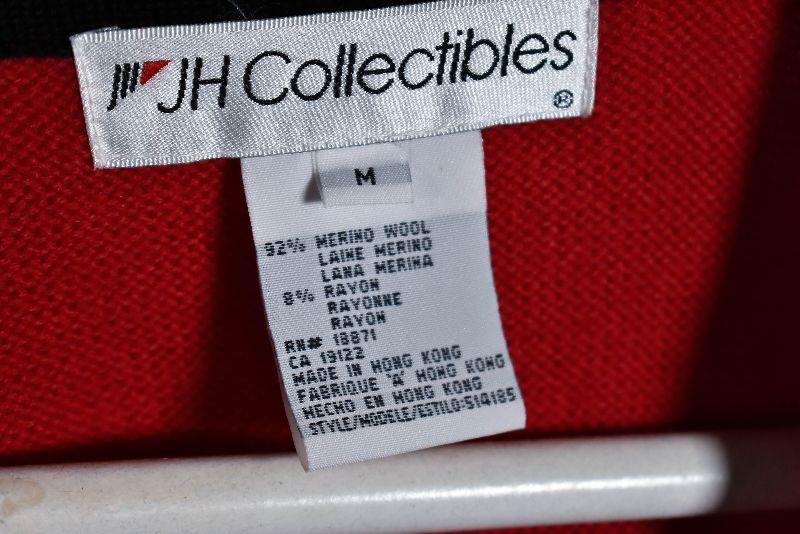 JH Collectibles
®
M
92% MERINO WOOL
LAINE MERINO
LANA MERINA
8% RAYON
RAYONNE
RAYON
RN# 18871
CA 19122
MADE IN HONG KONG
FABRIQUE "A" HONG KONG
HECHO EN HONG KONG
STYLE/MODELE/ESTILO:514185